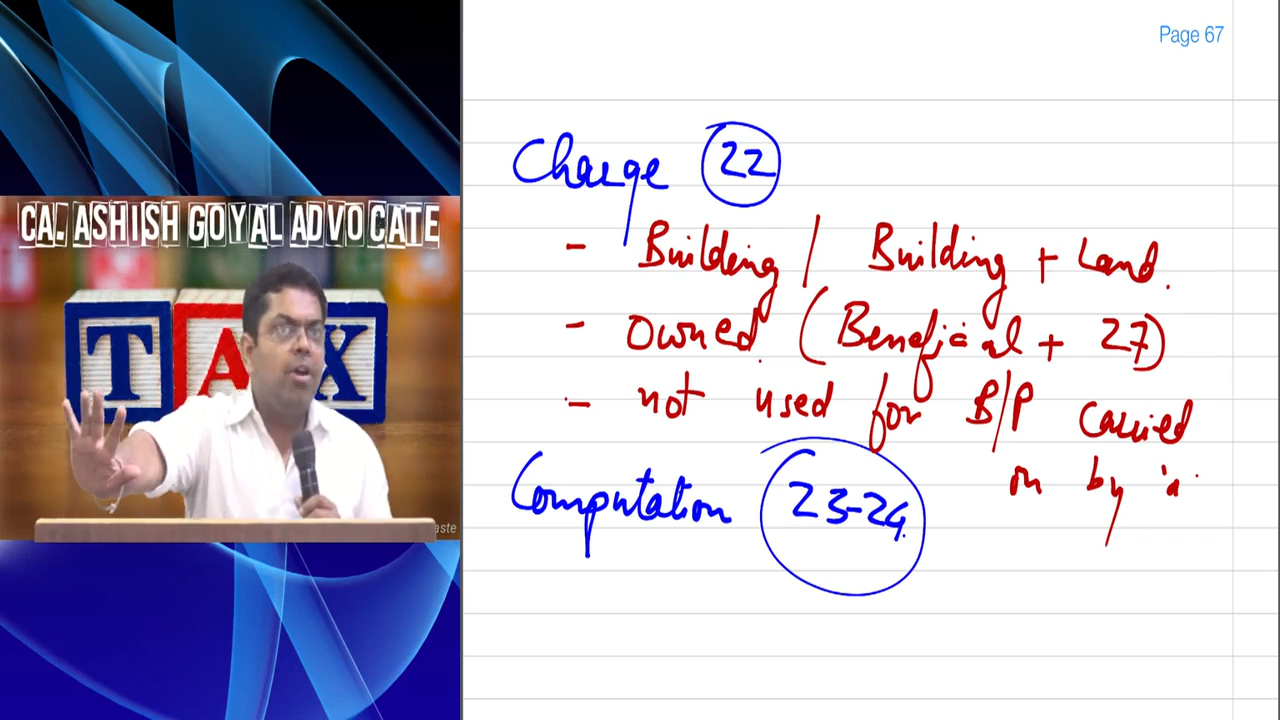 Page 67
CA. ASHISH GOYAL ADVOCATE
TAX
aste
Charge 22
- Building / Building + Land.
- Owned (Beneficial + 27)
- not used for B/P carried
on by 'a'
Computation 23-24